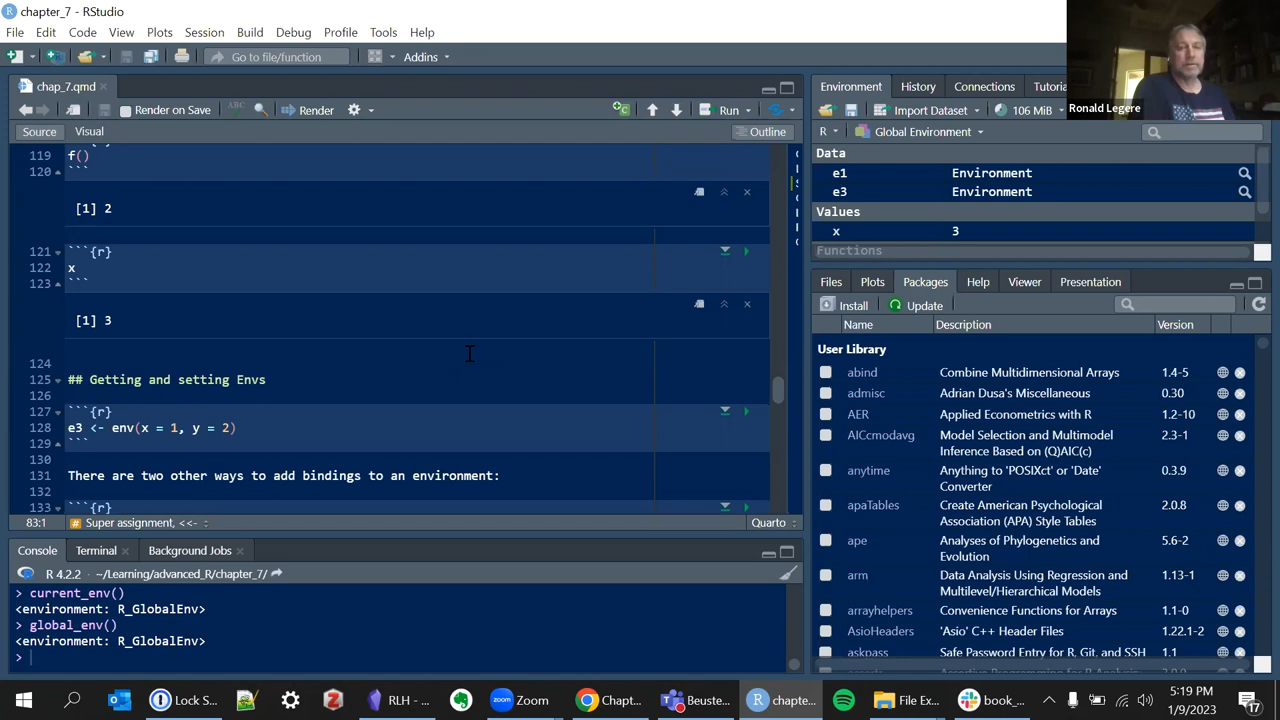 chapter_7 - RStudio
File Edit Code View Plots Session Build Debug Profile Tools Help
Ronald Legere
Go to file/function
Addins
chap_7.qmd
Render on Save
ABC
Render
Run
Source Visual
Outline
119 f()
120 ```
[1] 2
121 ```{r}
122 x
123 ```
[1] 3
124
125 ## Getting and setting Envs
126
127 ```{r}
128 e3 <- env(x = 1, y = 2)
129 ```
130
131 There are two other ways to add bindings to an environment:
132
133 ```{r}
83:1 # Super assignment, <<-
Quarto
Console Terminal Background Jobs
R 4.2.2 · ~/Learning/advanced_R/chapter_7/
> current_env()
<environment: R_GlobalEnv>
> global_env()
<environment: R_GlobalEnv>
>
Environment History Connections Tutoria
Import Dataset
106 MiB
R Global Environment
Data
e1 Environment
e3 Environment
Values
x 3
Functions
Files Plots Packages Help Viewer Presentation
Install Update
Name Description Version
User Library
abind Combine Multidimensional Arrays 1.4-5
admisc Adrian Dusa's Miscellaneous 0.30
AER Applied Econometrics with R 1.2-10
AICcmodavg Model Selection and Multimodel Inference Based on (Q)AIC(c) 2.3-1
anytime Anything to 'POSIXct' or 'Date' Converter 0.3.9
apaTables Create American Psychological Association (APA) Style Tables 2.0.8
ape Analyses of Phylogenetics and Evolution 5.6-2
arm Data Analysis Using Regression and Multilevel/Hierarchical Models 1.13-1
arrayhelpers Convenience Functions for Arrays 1.1-0
AsioHeaders 'Asio' C++ Header Files 1.22.1-2
askpass Safe Password Entry for R, Git, and SSH 1.1
Lock S...
RLH - ...
Zoom
Chapt...
Beuste...
chapte...
File Ex...
book_...
5:19 PM
1/9/2023
17